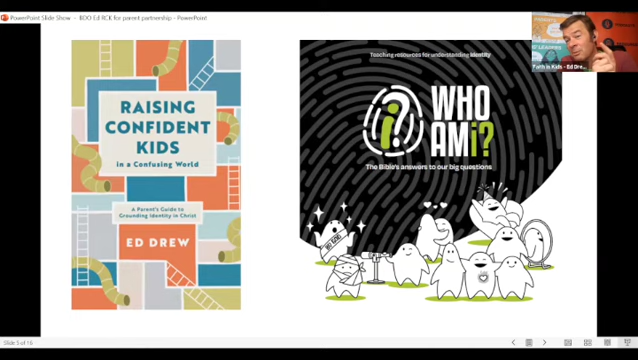 PowerPoint Slide Show - BOO Ed RCK for parent partnership - PowerPoint
Faith in Kids - Ed Dre...
RAISING
CONFIDENT
KIDS
in a Confusing World
A Parent's Guide to
Grounding Identity in Christ
ED DREW
Teaching resources for understanding Identity
i?
WHO
AMi?
The Bible's answers to our big questions
Slide 5 of 16